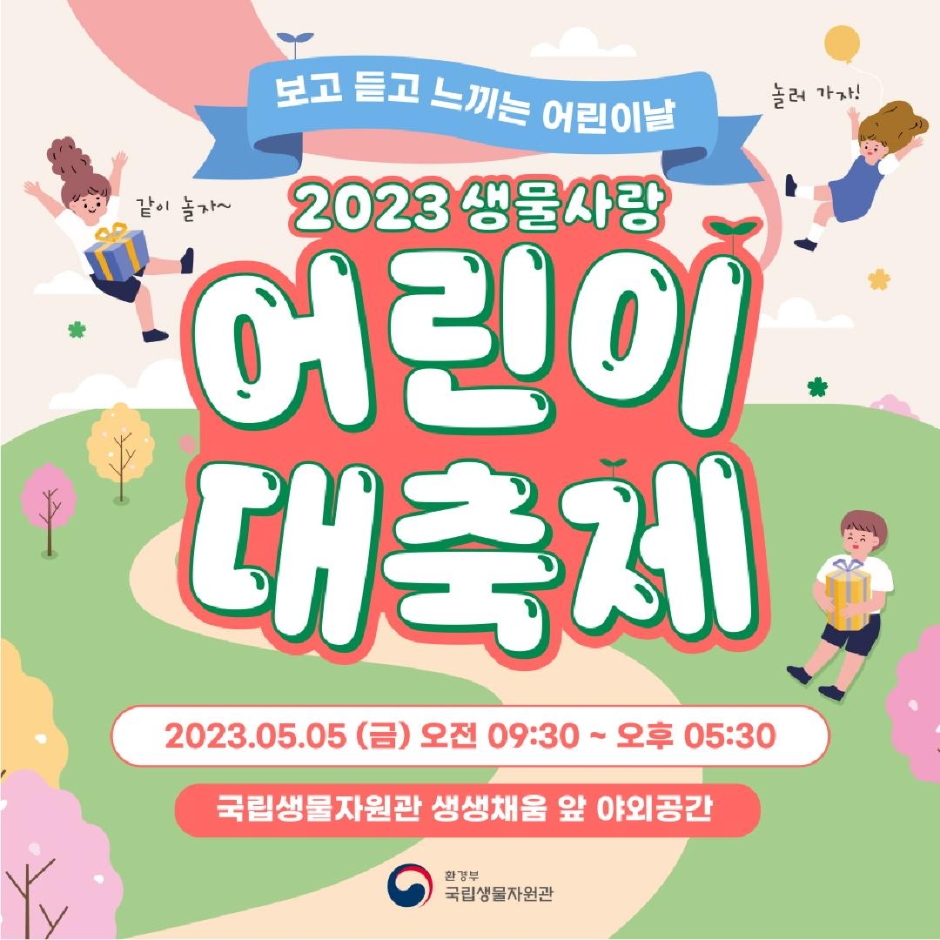 보고 듣고 느끼는 어린이날
놀러 가자!
같이 놀자~
2023 생물사랑
어린이
대축제
2023.05.05 (금) 오전 09:30 ~ 오후 05:30
국립생물자원관 생생채움 앞 야외공간
환경부
국립생물자원관